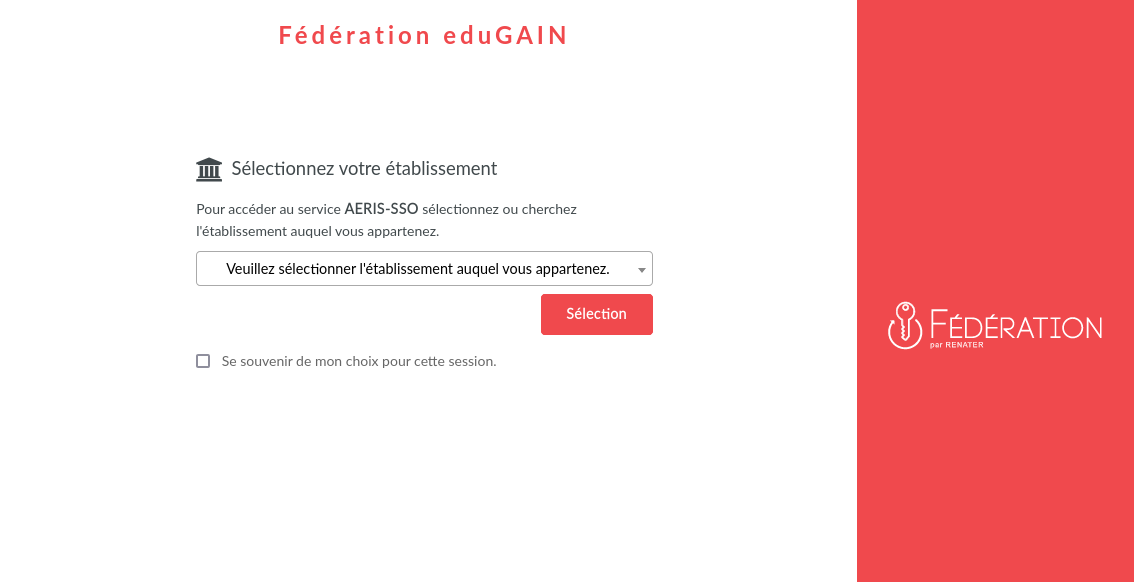 Fédération eduGAIN
Sélectionnez votre établissement
Pour accéder au service AERIS-SSO sélectionnez ou cherchez
l'établissement auquel vous appartenez.
Veuillez sélectionner l'établissement auquel vous appartenez.
Sélection
Se souvenir de mon choix pour cette session.
FÉDÉRATION
par RENATER